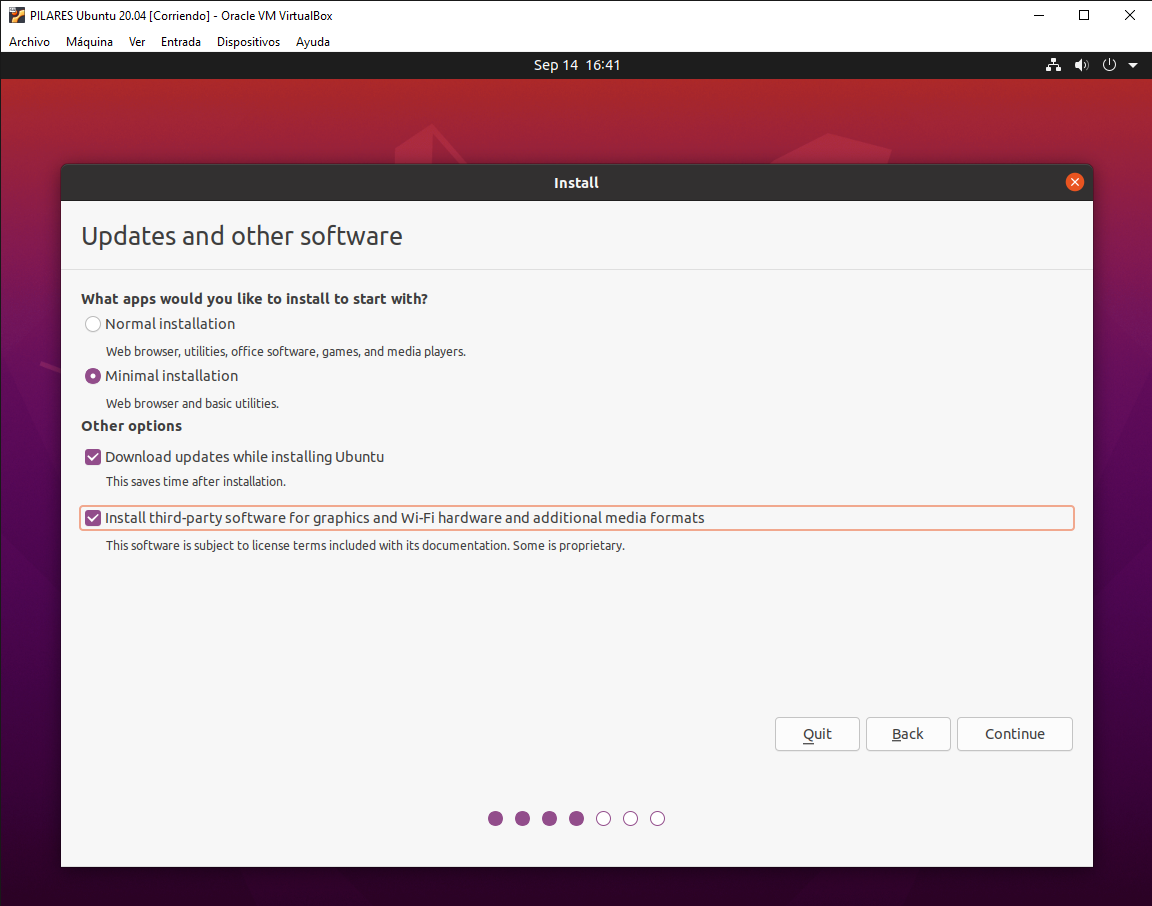 PILARES Ubuntu 20.04 [Corriendo] - Oracle VM VirtualBox
Archivo Máquina Ver Entrada Dispositivos Ayuda
Sep 14 16:41
Install
Updates and other software
What apps would you like to install to start with?
Normal installation
Web browser, utilities, office software, games, and media players.
Minimal installation
Web browser and basic utilities.
Other options
Download updates while installing Ubuntu
This saves time after installation.
Install third-party software for graphics and Wi-Fi hardware and additional media formats
This software is subject to license terms included with its documentation. Some is proprietary.
Quit Back Continue